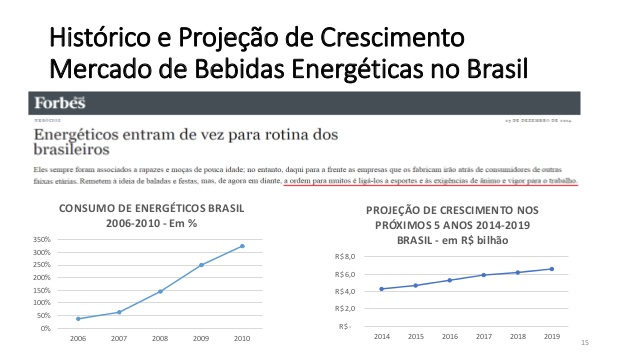 Histórico e Projeção de Crescimento
Mercado de Bebidas Energéticas no Brasil
Forbes
NEGÓCIOS
23 DE DEZEMBRO DE 2014
Energéticos entram de vez para rotina dos
brasileiros
Eles sempre foram associados a rapazes e moças de pouca idade; no entanto, daqui para a frente as empresas que os fabricam irão atrás de consumidores de outras
faixas etárias. Remetem à ideia de baladas e festas, mas, de agora em diante, a ordem para muitos é ligá-los a esportes e às exigências de ânimo e vigor para o trabalho.
CONSUMO DE ENERGÉTICOS BRASIL
2006-2010 - Em %
350%
300%
250%
200%
150%
100%
50%
0%
2006 2007 2008 2009 2010
PROJEÇÃO DE CRESCIMENTO NOS
PRÓXIMOS 5 ANOS 2014-2019
BRASIL - em R$ bilhão
R$8,0
R$6,0
R$4,0
R$2,0
R$-
2014 2015 2016 2017 2018 2019
15